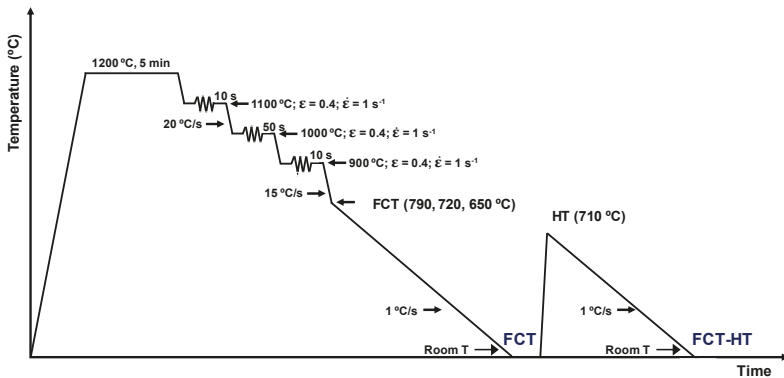 Temperature (ºC)
1200 ºC, 5 min
10 s
1100 ºC; ε = 0.4; ε̇ = 1 s-1
20 ºC/s
50 s
1000 ºC; ε = 0.4; ε̇ = 1 s-1
10 s
900 ºC; ε = 0.4; ε̇ = 1 s-1
15 ºC/s
FCT (790, 720, 650 ºC)
HT (710 ºC)
1 ºC/s
1 ºC/s
FCT
FCT-HT
Room T
Room T
Time